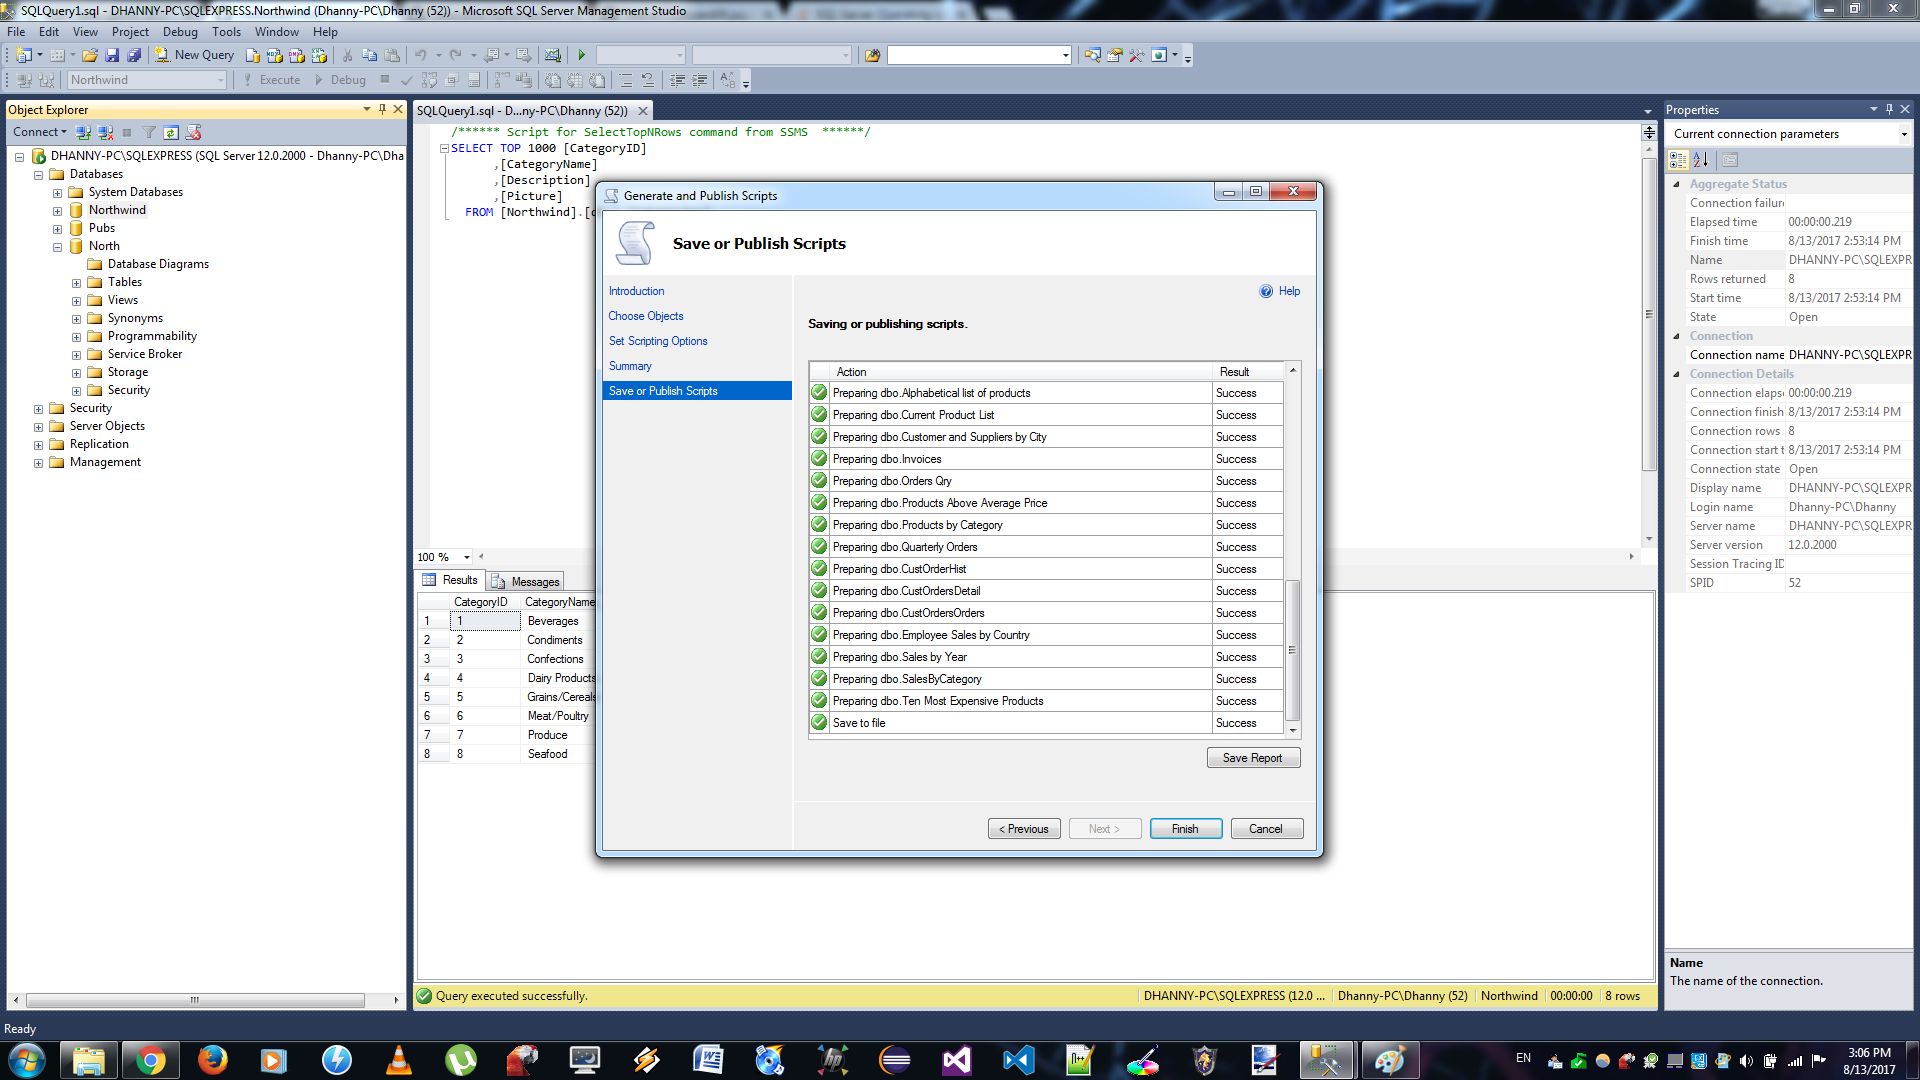 SQLQuery1.sql - DHANNY-PC\SQLEXPRESS.Northwind (Dhanny-PC\Dhanny (52)) - Microsoft SQL Server Management Studio
File Edit View Project Debug Tools Window Help
New Query
Northwind Execute Debug
Object Explorer
Connect
DHANNY-PC\SQLEXPRESS (SQL Server 12.0.2000 - Dhanny-PC\Dha
Databases
System Databases
Northwind
Pubs
North
Database Diagrams
Tables
Views
Synonyms
Programmability
Service Broker
Storage
Security
Security
Server Objects
Replication
Management
SQLQuery1.sql - D...ny-PC\Dhanny (52))
/****** Script for SelectTopNRows command from SSMS ******/
SELECT TOP 1000 [CategoryID]
,[CategoryName]
,[Description]
,[Picture]
FROM [Northwind].[
100 %
Results Messages
CategoryID CategoryName
1 1 Beverages
2 2 Condiments
3 3 Confections
4 4 Dairy Products
5 5 Grains/Cereals
6 6 Meat/Poultry
7 7 Produce
8 8 Seafood
Query executed successfully.
DHANNY-PC\SQLEXPRESS (12.0 ... Dhanny-PC\Dhanny (52) Northwind 00:00:00 8 rows
Generate and Publish Scripts
Save or Publish Scripts
Introduction
Choose Objects
Set Scripting Options
Summary
Save or Publish Scripts
Help
Saving or publishing scripts.
Action Result
Preparing dbo.Alphabetical list of products Success
Preparing dbo.Current Product List Success
Preparing dbo.Customer and Suppliers by City Success
Preparing dbo.Invoices Success
Preparing dbo.Orders Qry Success
Preparing dbo.Products Above Average Price Success
Preparing dbo.Products by Category Success
Preparing dbo.Quarterly Orders Success
Preparing dbo.CustOrderHist Success
Preparing dbo.CustOrdersDetail Success
Preparing dbo.CustOrdersOrders Success
Preparing dbo.Employee Sales by Country Success
Preparing dbo.Sales by Year Success
Preparing dbo.SalesByCategory Success
Preparing dbo.Ten Most Expensive Products Success
Save to file Success
Save Report
< Previous Next > Finish Cancel
Properties
Current connection parameters
Aggregate Status
Connection failure
Elapsed time 00:00:00.219
Finish time 8/13/2017 2:53:14 PM
Name DHANNY-PC\SQLEXPR
Rows returned 8
Start time 8/13/2017 2:53:14 PM
State Open
Connection
Connection name DHANNY-PC\SQLEXPR
Connection Details
Connection elaps 00:00:00.219
Connection finish 8/13/2017 2:53:14 PM
Connection rows 8
Connection start t 8/13/2017 2:53:14 PM
Connection state Open
Display name DHANNY-PC\SQLEXPR
Login name Dhanny-PC\Dhanny
Server name DHANNY-PC\SQLEXPR
Server version 12.0.2000
Session Tracing ID
SPID 52
Name
The name of the connection.
Ready
EN
3:06 PM
8/13/2017